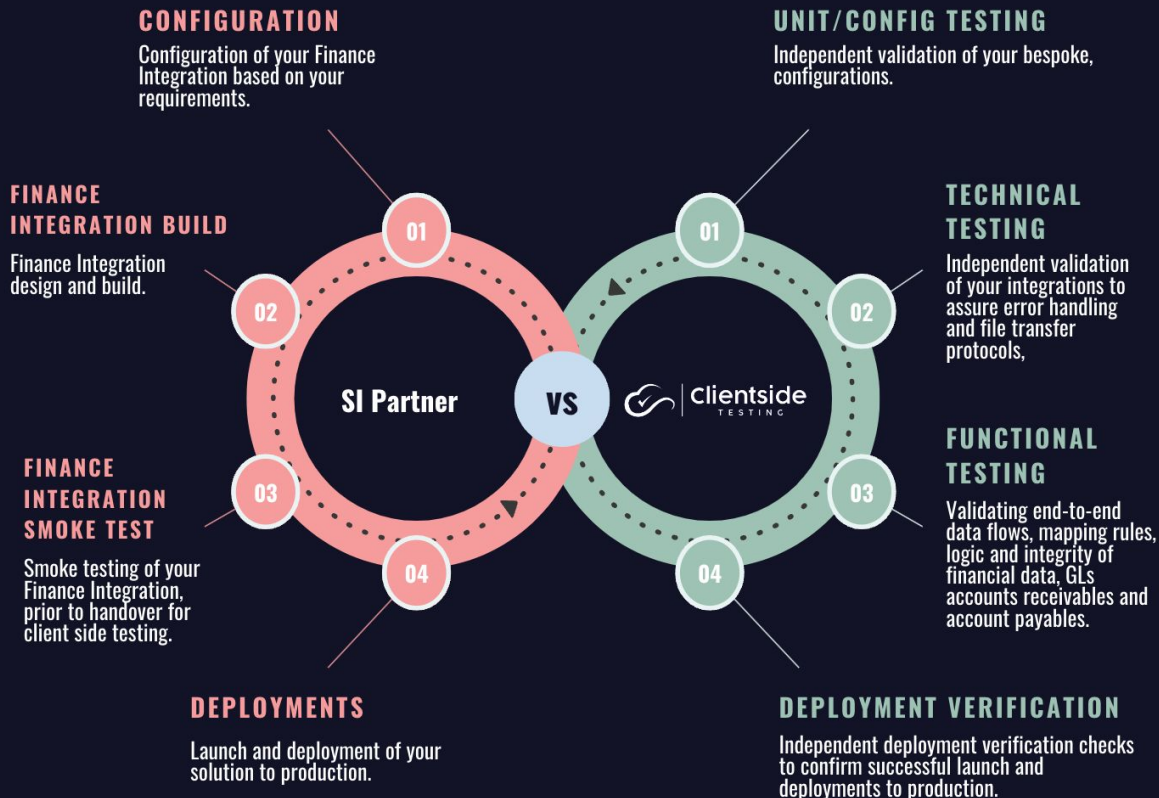 CONFIGURATION
Configuration of your Finance
Integration based on your
requirements.
01
FINANCE
INTEGRATION BUILD
Finance Integration
design and build.
02
FINANCE
INTEGRATION
SMOKE TEST
Smoke testing of your
Finance Integration,
prior to handover for
client side testing.
03
DEPLOYMENTS
Launch and deployment of your
solution to production.
04
SI Partner
VS
Clientside
TESTING
UNIT/CONFIG TESTING
Independent validation of your bespoke,
configurations.
01
TECHNICAL
TESTING
Independent validation
of your integrations to
assure error handling
and file transfer
protocols,
02
FUNCTIONAL
TESTING
Validating end-to-end
data flows, mapping rules,
logic and integrity of
financial data, GLs
accounts receivables and
account payables.
03
DEPLOYMENT VERIFICATION
Independent deployment verification checks
to confirm successful launch and
deployments to production.
04